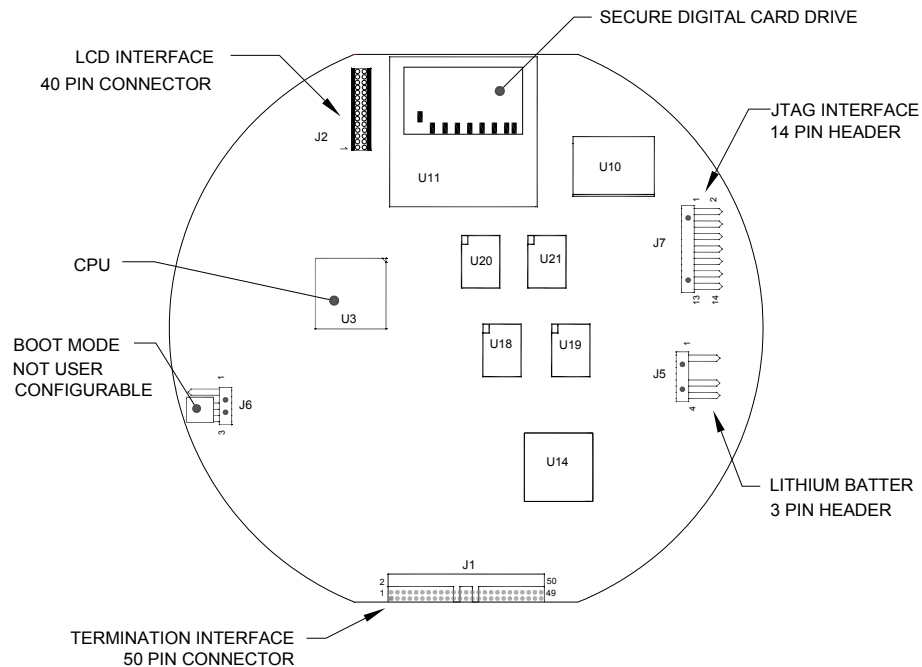 SECURE DIGITAL CARD DRIVE
LCD INTERFACE
40 PIN CONNECTOR
J2
1
U11
U10
JTAG INTERFACE
14 PIN HEADER
1 2
J7
13 14
U20
U21
CPU
U3
U18
U19
BOOT MODE
NOT USER
CONFIGURABLE
1
J6
3
1
J5
4
U14
LITHIUM BATTER
3 PIN HEADER
J1
2
1
50
49
TERMINATION INTERFACE
50 PIN CONNECTOR